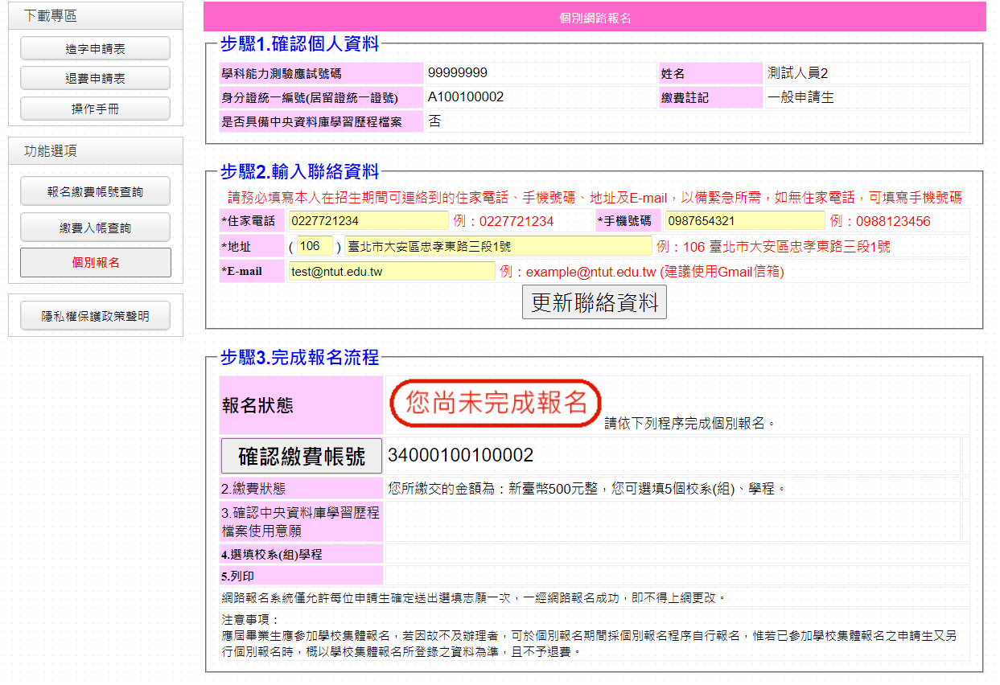 下載專區
造字申請表
退費申請表
操作手冊
功能選項
報名繳費帳號查詢
繳費入帳查詢
個別報名
隱私權保護政策聲明
個別網路報名
步驟1.確認個人資料
學科能力測驗應試號碼 99999999 姓名 測試人員2
身分證統一編號(居留證統一證號) A100100002 繳費註記 一般申請生
是否具備中央資料庫學習歷程檔案 否
步驟2.輸入聯絡資料
請務必填寫本人在招生期間可連絡到的住家電話、手機號碼、地址及E-mail，以備緊急所需，如無住家電話，可填寫手機號碼
*住家電話 0227721234 例：0227721234 *手機號碼 0987654321 例：0988123456
*地址 ( 106 ) 臺北市大安區忠孝東路三段1號 例：106 臺北市大安區忠孝東路三段1號
*E-mail test@ntut.edu.tw 例：example@ntut.edu.tw (建議使用Gmail信箱)
更新聯絡資料
步驟3.完成報名流程
報名狀態 您尚未完成報名 請依下列程序完成個別報名。
確認繳費帳號 34000100100002
2.繳費狀態 您所繳交的金額為：新臺幣500元整，您可選填5個校系(組)、學程。
3.確認中央資料庫學習歷程
檔案使用意願
4.選填校系(組)學程
5.列印
網路報名系統僅允許每位申請生確定送出選填志願一次，一經網路報名成功，即不得上網更改。
注意事項：
應屆畢業生應參加學校集體報名，若因故不及辦理者，可於個別報名期間採個別報名程序自行報名，惟若已參加學校集體報名之申請生又另
行個別報名時，概以學校集體報名所登錄之資料為準，且不予退費。